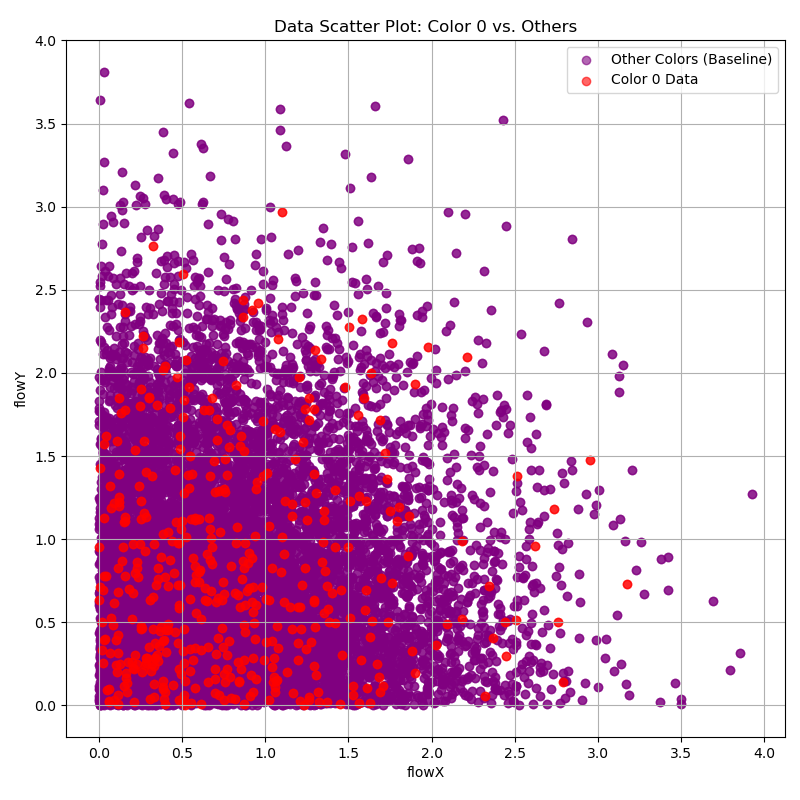 Data Scatter Plot: Color 0 vs. Others
Other Colors (Baseline)
Color 0 Data
flowY
4.0
3.5
3.0
2.5
2.0
1.5
1.0
0.5
0.0
0.0 0.5 1.0 1.5 2.0 2.5 3.0 3.5 4.0
flowX